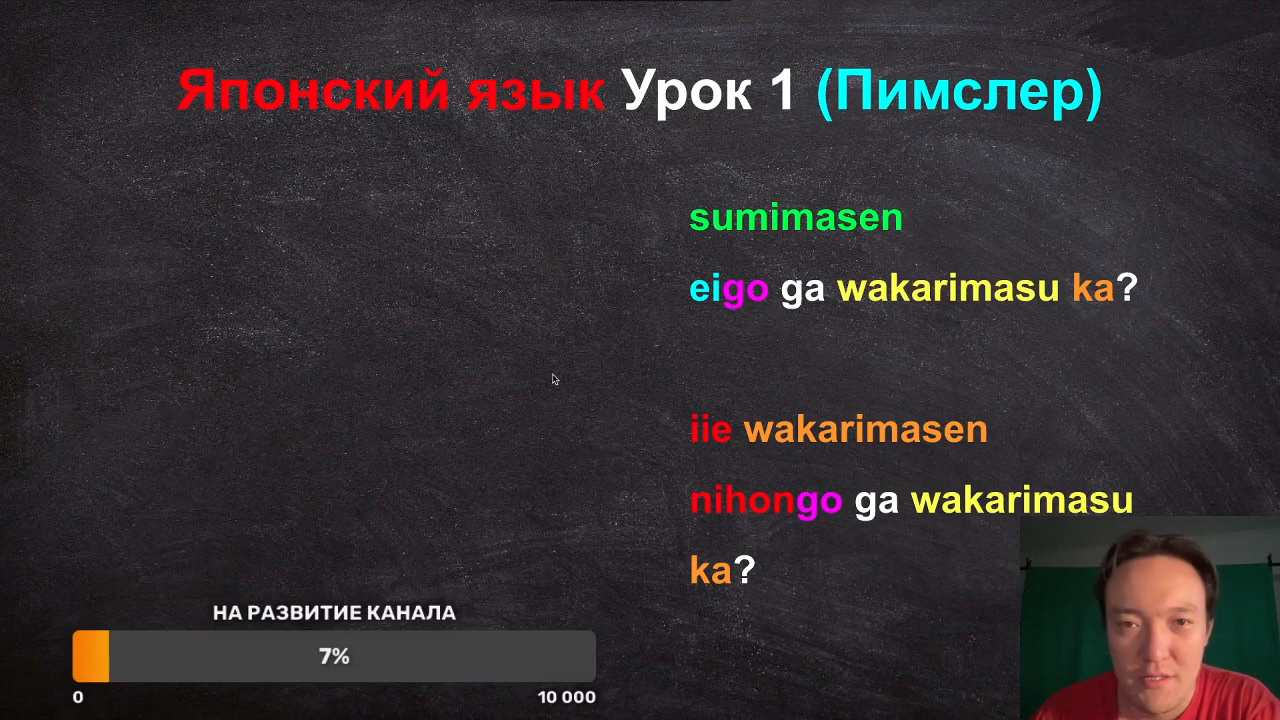 Японский язык Урок 1 (Пимслер)
sumimasen
eigo ga wakarimasu ka?
iie wakarimasen
nihongo ga wakarimasu
ka?
НА РАЗВИТИЕ КАНАЛА
7%
0 10 000